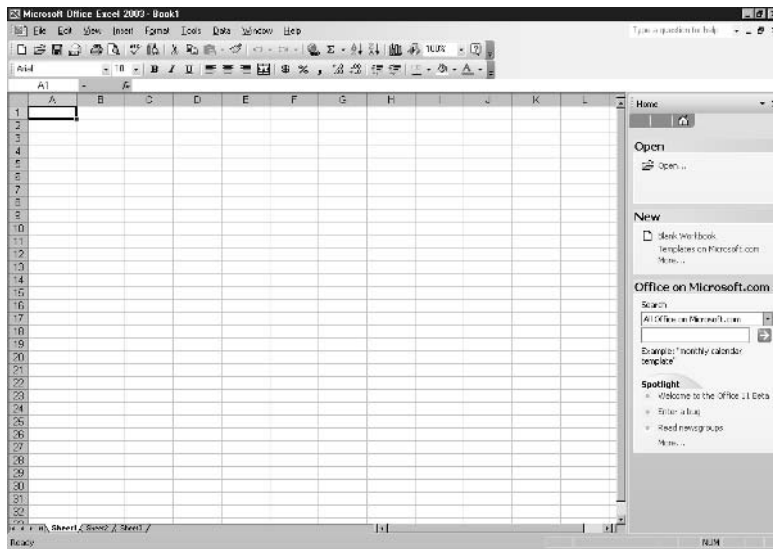 Microsoft Office Excel 2003 - Book1
File Edit View Insert Format Tools Data Window Help
Type a question for help
100%
Arial 10 B I U $ % ,
A1 fx
A B C D E F G H I J K L
1
2
3
4
5
6
7
8
9
10
11
12
13
14
15
16
17
18
19
20
21
22
23
24
25
26
27
28
29
30
31
32
Home
Open
Open...
New
Blank Workbook
Templates on Microsoft.com
More...
Office on Microsoft.com
Search
All Office on Microsoft.com
Example: "monthly calendar
template"
Spotlight
Welcome to the Office 11 Beta
Enter a bug
Read newsgroups
More...
Sheet1 / Sheet2 / Sheet3 /
Ready NUM